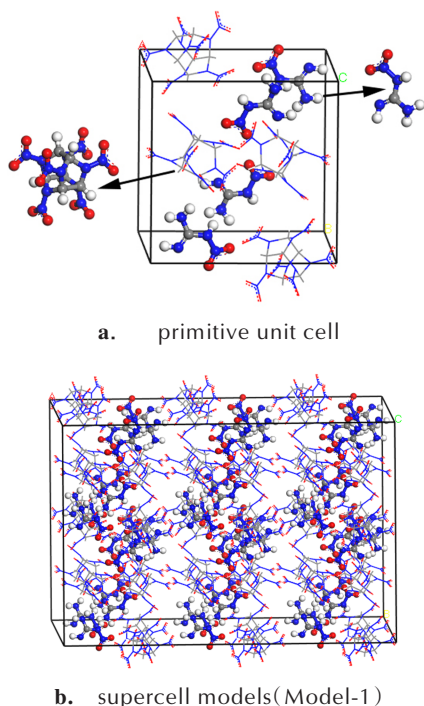 A
C
B
a. primitive unit cell
A
C
B
b. supercell models(Model-1)